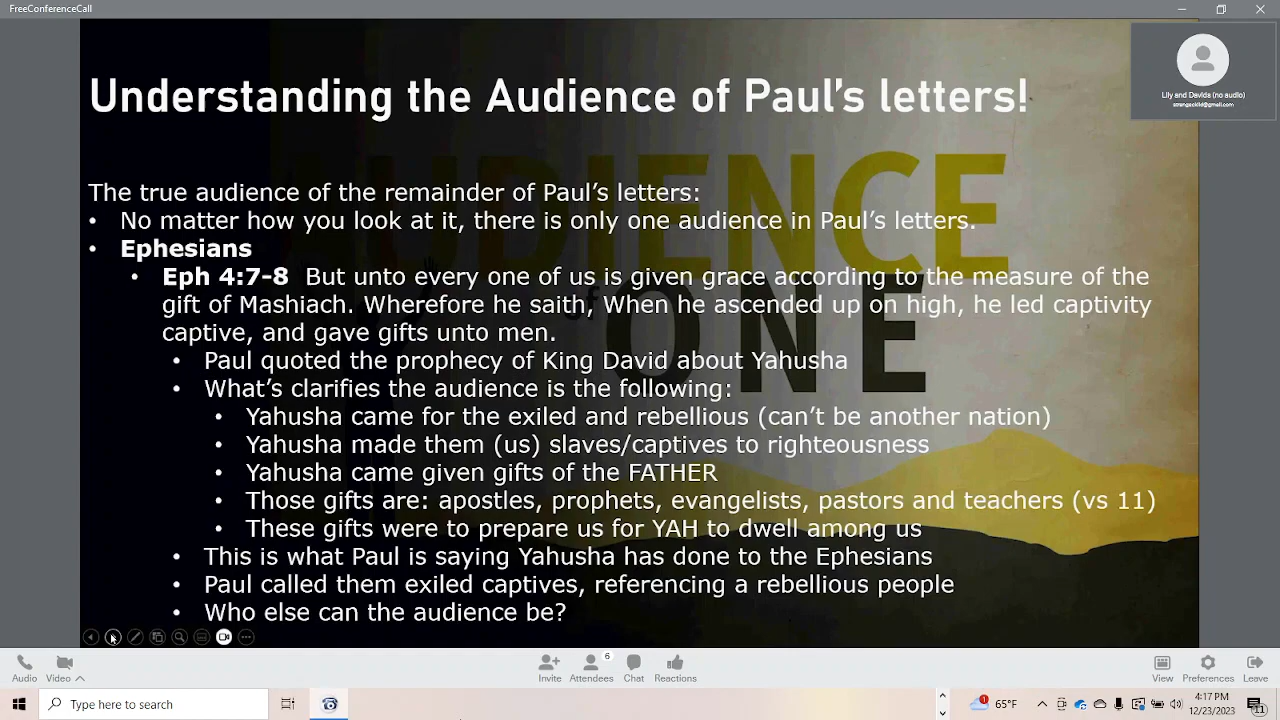 FreeConferenceCall
Understanding the Audience of Paul's letters!
Lily and Davids (no audio)
AUDIENCE
of
ONE
The true audience of the remainder of Paul's letters:
• No matter how you look at it, there is only one audience in Paul's letters.
• Ephesians
• Eph 4:7-8 But unto every one of us is given grace according to the measure of the
gift of Mashiach. Wherefore he saith, When he ascended up on high, he led captivity
captive, and gave gifts unto men.
• Paul quoted the prophecy of King David about Yahusha
• What's clarifies the audience is the following:
• Yahusha came for the exiled and rebellious (can't be another nation)
• Yahusha made them (us) slaves/captives to righteousness
• Yahusha came given gifts of the FATHER
• Those gifts are: apostles, prophets, evangelists, pastors and teachers (vs 11)
• These gifts were to prepare us for YAH to dwell among us
• This is what Paul is saying Yahusha has done to the Ephesians
• Paul called them exiled captives, referencing a rebellious people
• Who else can the audience be?
Audio Video Invite Attendees 6 Chat Reactions View Preferences Leave
Type here to search
1 65°F
4:17 PM
12/23/2023
11